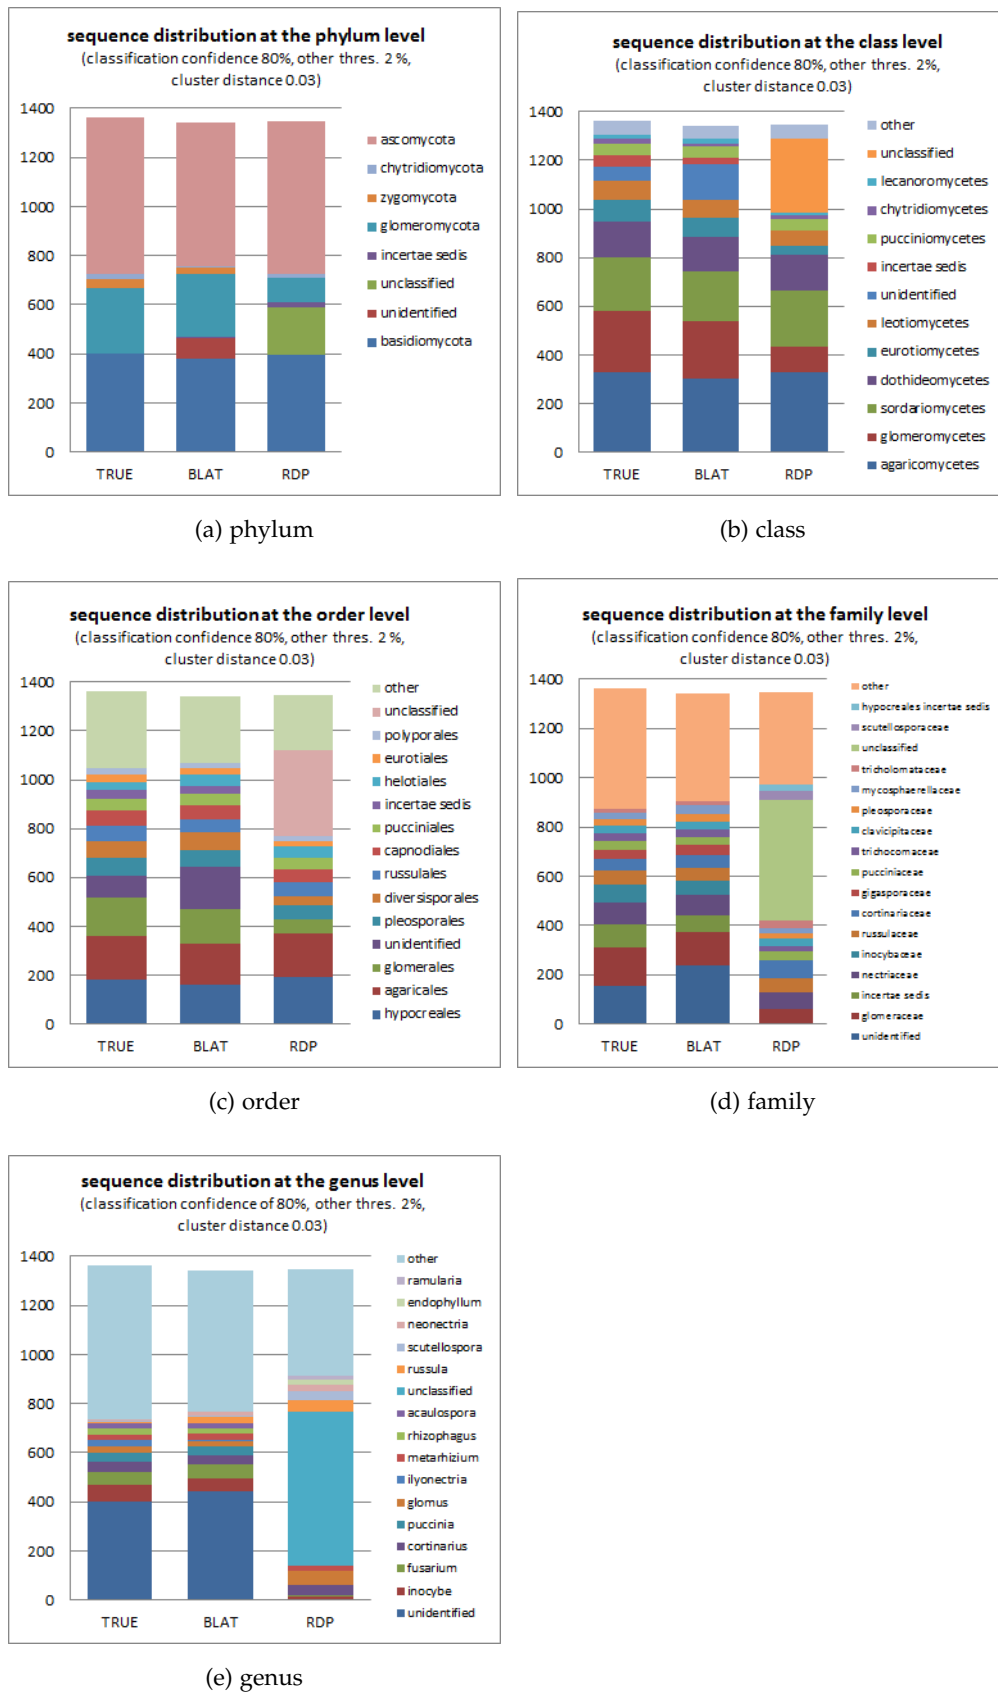 sequence distribution at the phylum level
(classification confidence 80%, other thres. 2 %,
cluster distance 0.03)
1400
1200
1000
800
600
400
200
0
TRUE BLAT RDP
ascomycota
chytridiomycota
zygomycota
glomeromycota
incertae sedis
unclassified
unidentified
basidiomycota
(a) phylum
sequence distribution at the class level
(classification confidence 80%, other thres. 2%,
cluster distance 0.03)
1400
1200
1000
800
600
400
200
0
TRUE BLAT RDP
other
unclassified
lecanoromycetes
chytridiomycetes
pucciniomycetes
incertae sedis
unidentified
leotiomycetes
eurotiomycetes
dothideomycetes
sordariomycetes
glomeromycetes
agaricomycetes
(b) class
sequence distribution at the order level
(classification confidence 80%, other thres. 2 %,
cluster distance 0.03)
1400
1200
1000
800
600
400
200
0
TRUE BLAT RDP
other
unclassified
polyporales
eurotiales
helotiales
incertae sedis
pucciniales
capnodiales
russulales
diversisporales
pleosporales
unidentified
glomerales
agaricales
hypocreales
(c) order
sequence distribution at the family level
(classification confidence 80%, other thres. 2%,
cluster distance 0.03)
1400
1200
1000
800
600
400
200
0
TRUE BLAT RDP
other
hypocreales incertae sedis
scutellosporaceae
unclassified
tricholomataceae
mycosphaerellaceae
pleosporaceae
clavicipitaceae
trichocomaceae
pucciniaceae
gigasporaceae
cortinariaceae
russulaceae
inocybaceae
nectriaceae
incertae sedis
glomeraceae
unidentified
(d) family
sequence distribution at the genus level
(classification confidence of 80%, other thres. 2%,
cluster distance 0.03)
1400
1200
1000
800
600
400
200
0
TRUE BLAT RDP
other
ramularia
endophyllum
neonectria
scutellospora
russula
unclassified
acaulospora
rhizophagus
metarhizium
ilyonectria
glomus
puccinia
cortinarius
fusarium
inocybe
unidentified
(e) genus